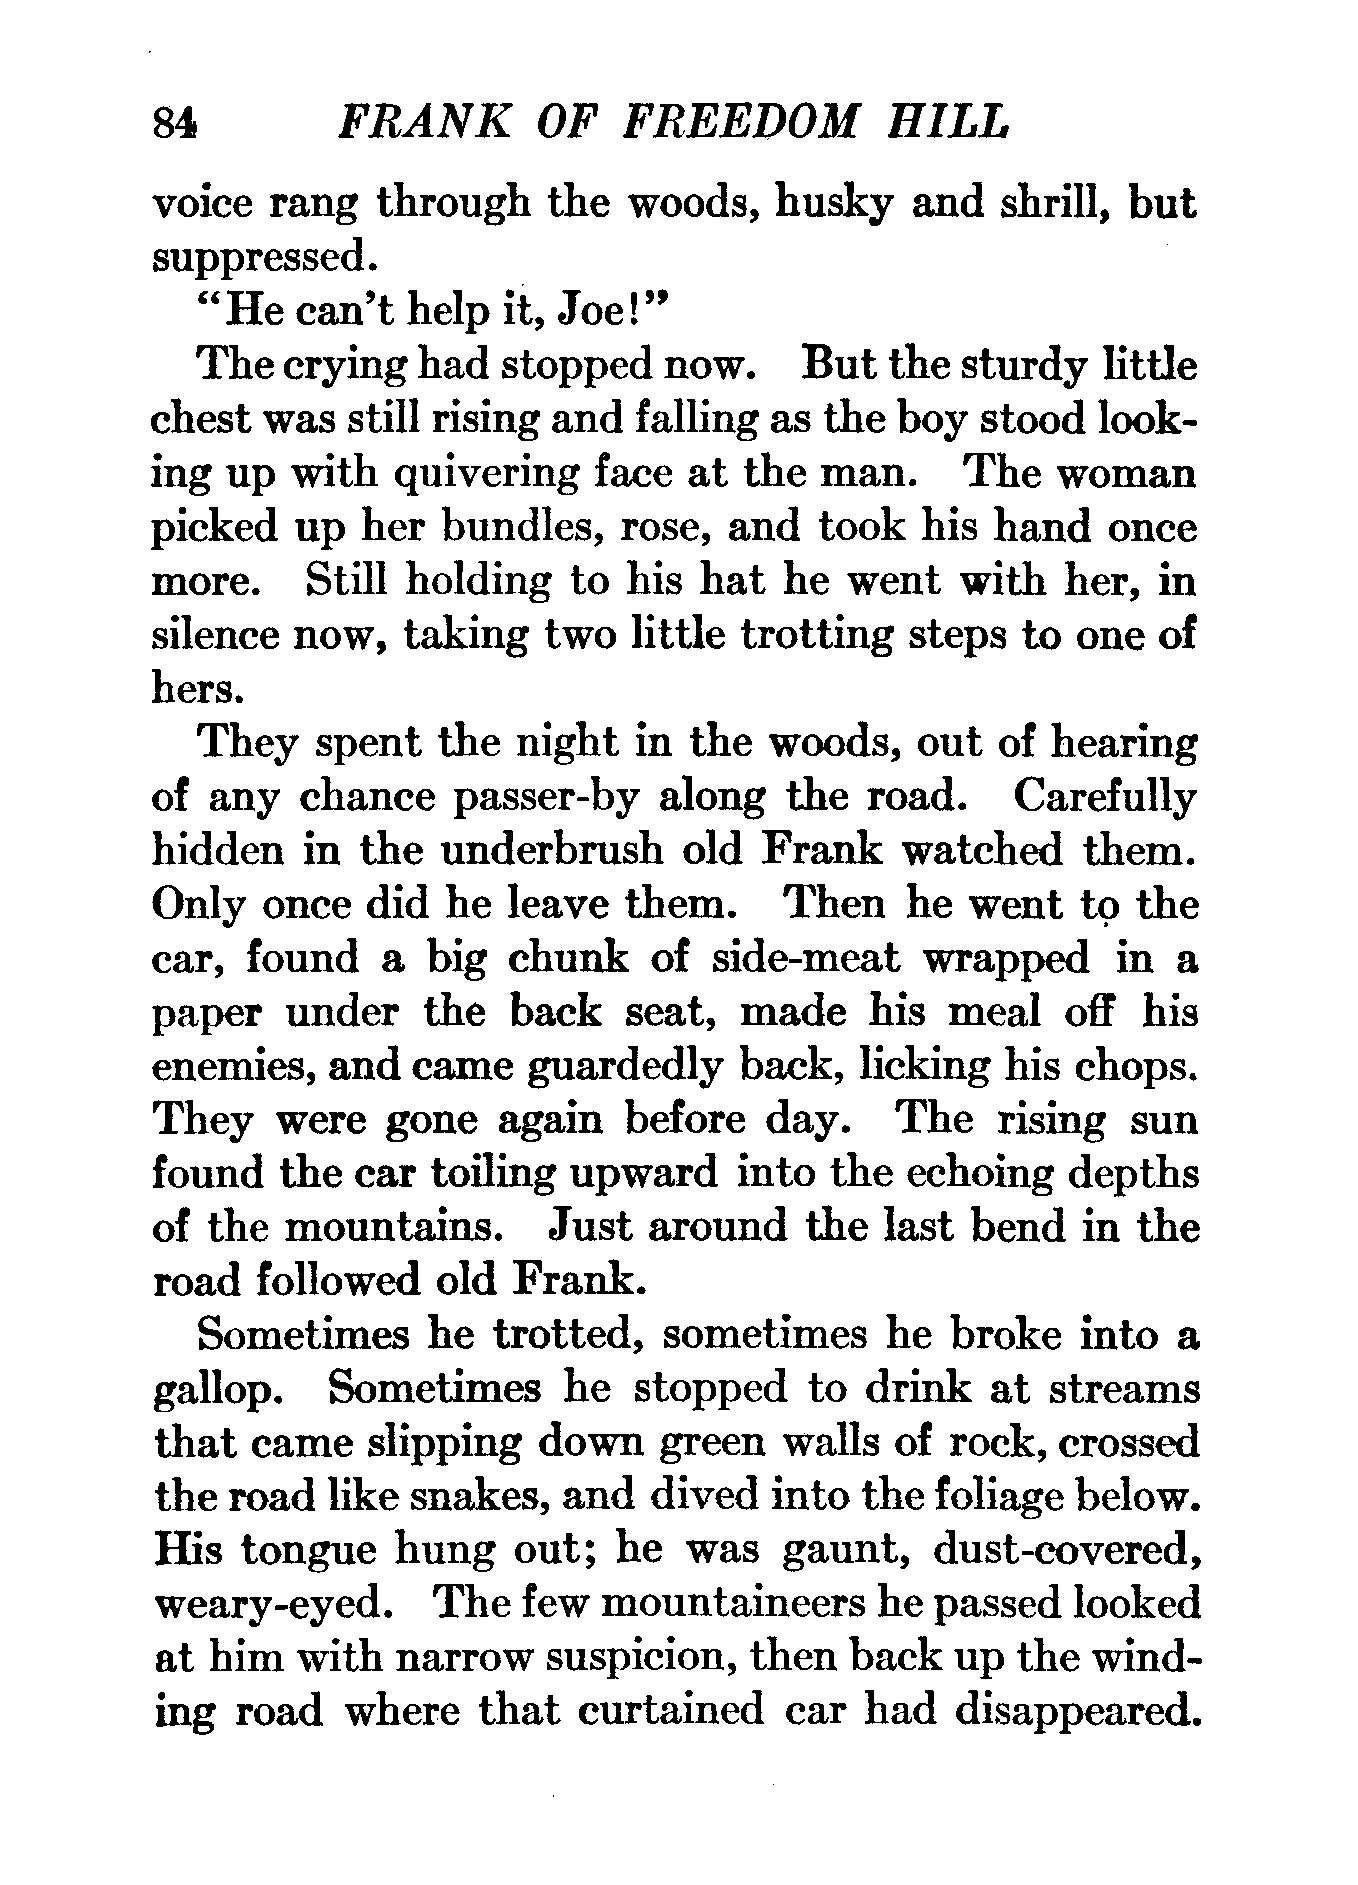 84 FRANK OF FREEDOM HILL
voice rang through the woods, husky and shrill, but
suppressed.
"He can't help it, Joe!"
The crying had stopped now. But the sturdy little
chest was still rising and falling as the boy stood look-
ing up with quivering face at the man. The woman
picked up her bundles, rose, and took his hand once
more. Still holding to his hat he went with her, in
silence now, taking two little trotting steps to one of
hers.
They spent the night in the woods, out of hearing
of any chance passer-by along the road. Carefully
hidden in the underbrush old Frank watched them.
Only once did he leave them. Then he went to the
car, found a big chunk of side-meat wrapped in a
paper under the back seat, made his meal off his
enemies, and came guardedly back, licking his chops.
They were gone again before day. The rising sun
found the car toiling upward into the echoing depths
of the mountains. Just around the last bend in the
road followed old Frank.
Sometimes he trotted, sometimes he broke into a
gallop. Sometimes he stopped to drink at streams
that came slipping down green walls of rock, crossed
the road like snakes, and dived into the foliage below.
His tongue hung out; he was gaunt, dust-covered,
weary-eyed. The few mountaineers he passed looked
at him with narrow suspicion, then back up the wind-
ing road where that curtained car had disappeared.